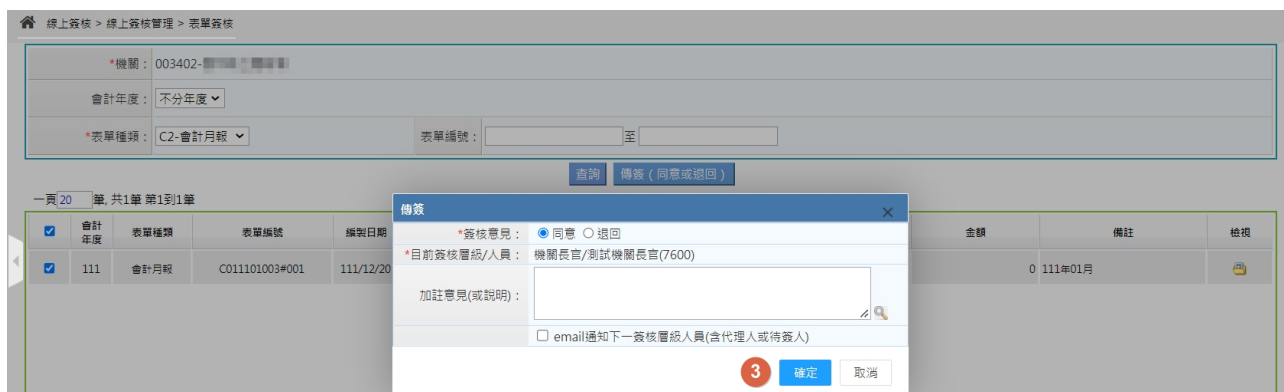 線上簽核 > 線上簽核管理 > 表單簽核
*機關： 003402-
會計年度： 不分年度
*表單種類： C2-會計月報 表單編號： 至
查詢 傳簽（同意或退回）
一頁 20 筆, 共1筆 第1到1筆
傳簽 ×
會計年度 表單種類 表單編號 編製日期 金額 備註 檢視
*簽核意見： 同意 退回
*目前簽核層級/人員： 機關長官/測試機關長官(7600)
111 會計月報 C011101003#001 111/12/20 0 111年01月
加註意見(或說明)：
email通知下一簽核層級人員(含代理人或待簽人)
3 確定 取消